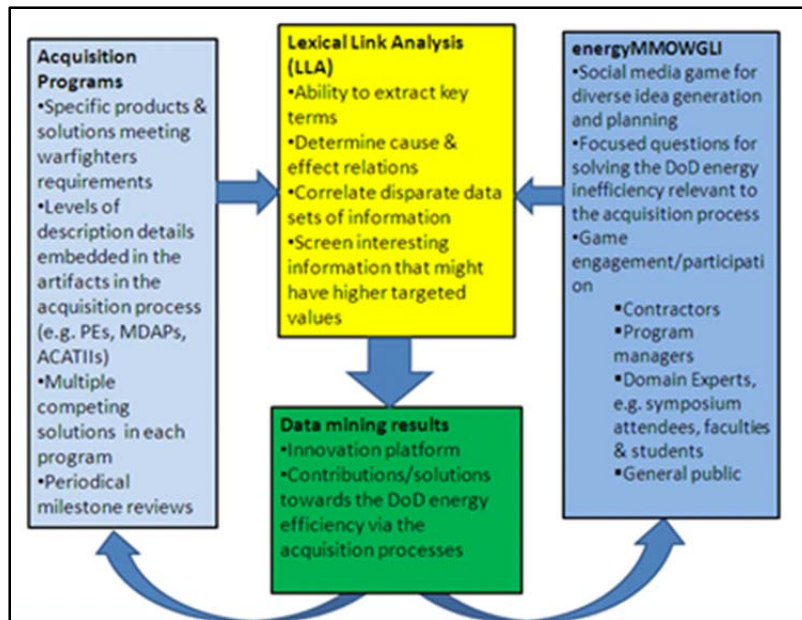 Acquisition
Programs
•Specific products &
solutions meeting
warfighters
requirements
•Levels of
description details
embedded in the
artifacts in the
acquisition process
(e.g. PEs, MDAPs,
ACATIIs)
•Multiple
competing
solutions in each
program
•Periodical
milestone reviews
Lexical Link Analysis
(LLA)
•Ability to extract key
terms
•Determine cause &
effect relations
•Correlate disparate data
sets of information
•Screen interesting
information that might
have higher targeted
values
energyMMOWGLI
•Social media game for
diverse idea generation
and planning
•Focused questions for
solving the DoD energy
inefficiency relevant to
the acquisition process
•Game
engagement/participati
on
▪Contractors
▪Program
managers
▪Domain Experts,
e.g. symposium
attendees, faculties
& students
▪General public
Data mining results
•Innovation platform
•Contributions/solutions
towards the DoD energy
efficiency via the
acquisition processes